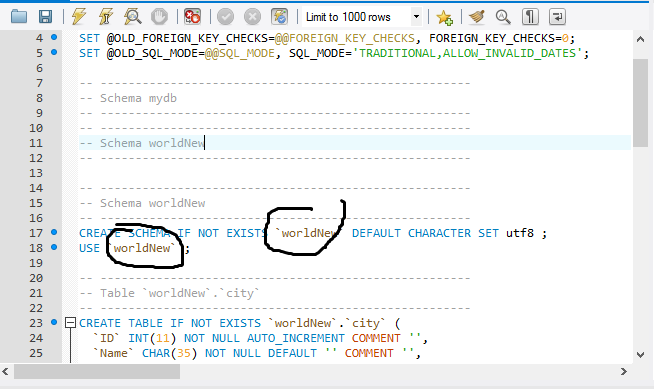 Limit to 1000 rows
4 SET @OLD_FOREIGN_KEY_CHECKS=@@FOREIGN_KEY_CHECKS, FOREIGN_KEY_CHECKS=0;
5 SET @OLD_SQL_MODE=@@SQL_MODE, SQL_MODE='TRADITIONAL,ALLOW_INVALID_DATES';
6
7 -- -----------------------------------------------------
8 -- Schema mydb
9 -- -----------------------------------------------------
10 -- -----------------------------------------------------
11 -- Schema worldNew
12 -- -----------------------------------------------------
13
14 -- -----------------------------------------------------
15 -- Schema worldNew
16 -- -----------------------------------------------------
17 CREATE SCHEMA IF NOT EXISTS `worldNew` DEFAULT CHARACTER SET utf8 ;
18 USE `worldNew` ;
19
20 -- -----------------------------------------------------
21 -- Table `worldNew`.`city`
22 -- -----------------------------------------------------
23 CREATE TABLE IF NOT EXISTS `worldNew`.`city` (
24 `ID` INT(11) NOT NULL AUTO_INCREMENT COMMENT '',
25 `Name` CHAR(35) NOT NULL DEFAULT '' COMMENT '',